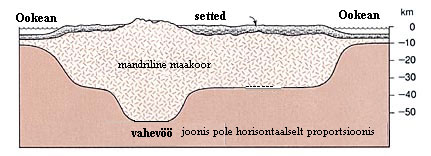 Ookean
setted
Ookean
km
0
-10
mandriline maakoor
-20
-30
-40
-50
vahevöö
joonis pole horisontaalselt proportsioonis